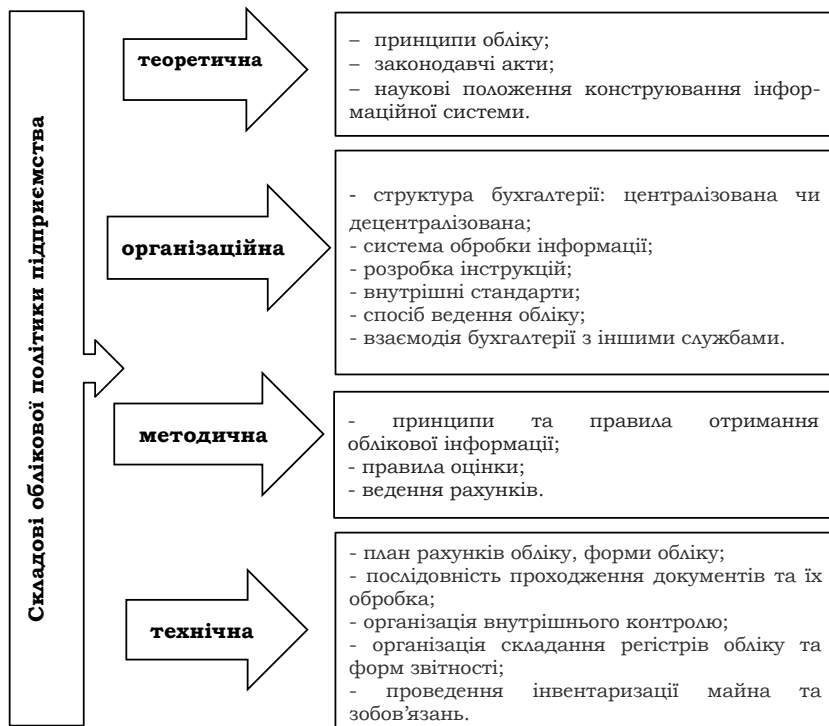 Складові облікової політики підприємства
теоретична
– принципи обліку;
– законодавчі акти;
– наукові положення конструювання інфор-
маційної системи.
організаційна
- структура бухгалтерії: централізована чи
децентралізована;
- система обробки інформації;
- розробка інструкцій;
- внутрішні стандарти;
- спосіб ведення обліку;
- взаємодія бухгалтерії з іншими службами.
методична
- принципи та правила отримання
облікової інформації;
- правила оцінки;
- ведення рахунків.
технічна
- план рахунків обліку, форми обліку;
- послідовність проходження документів та їх
обробка;
- організація внутрішнього контролю;
- організація складання регістрів обліку та
форм звітності;
- проведення інвентаризації майна та
зобов’язань.